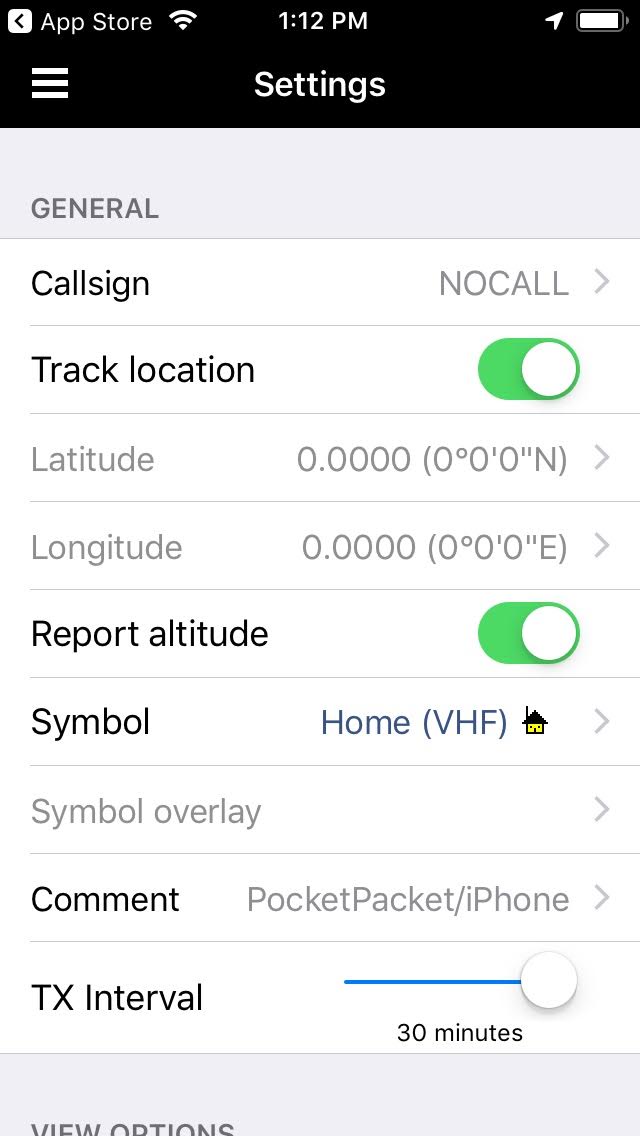 App Store 1:12 PM
Settings
GENERAL
Callsign NOCALL
Track location
Latitude 0.0000 (0°0'0"N)
Longitude 0.0000 (0°0'0"E)
Report altitude
Symbol Home (VHF)
Symbol overlay
Comment PocketPacket/iPhone
TX Interval
30 minutes
VIEW OPTIONS